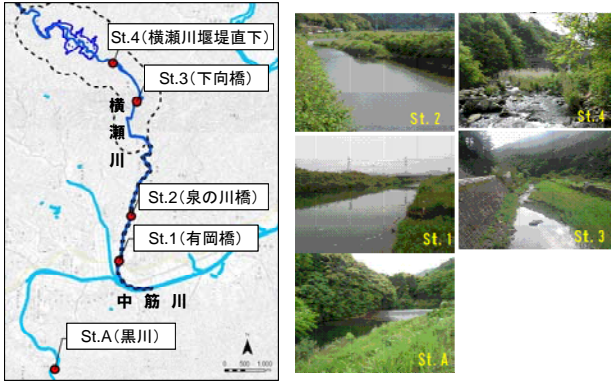 St.4(横瀬川堰堤直下)
St.3(下向橋)
横瀬川
St.2(泉の川橋)
St.1(有岡橋)
中筋川
St.A(黒川)
0 500 1,000
St. 2
St. 4
St. 1
St. 3
St. A